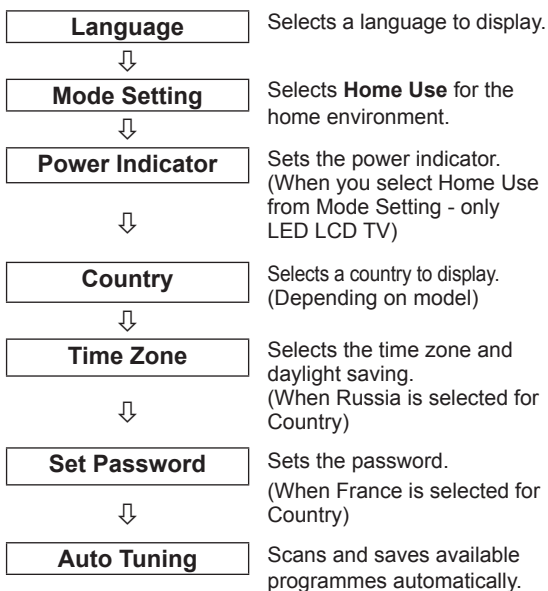 Language
Selects a language to display.
Mode Setting
Selects Home Use for the
home environment.
Power Indicator
Sets the power indicator.
(When you select Home Use
from Mode Setting - only
LED LCD TV)
Country
Selects a country to display.
(Depending on model)
Time Zone
Selects the time zone and
daylight saving.
(When Russia is selected for
Country)
Set Password
Sets the password.
(When France is selected for
Country)
Auto Tuning
Scans and saves available
programmes automatically.